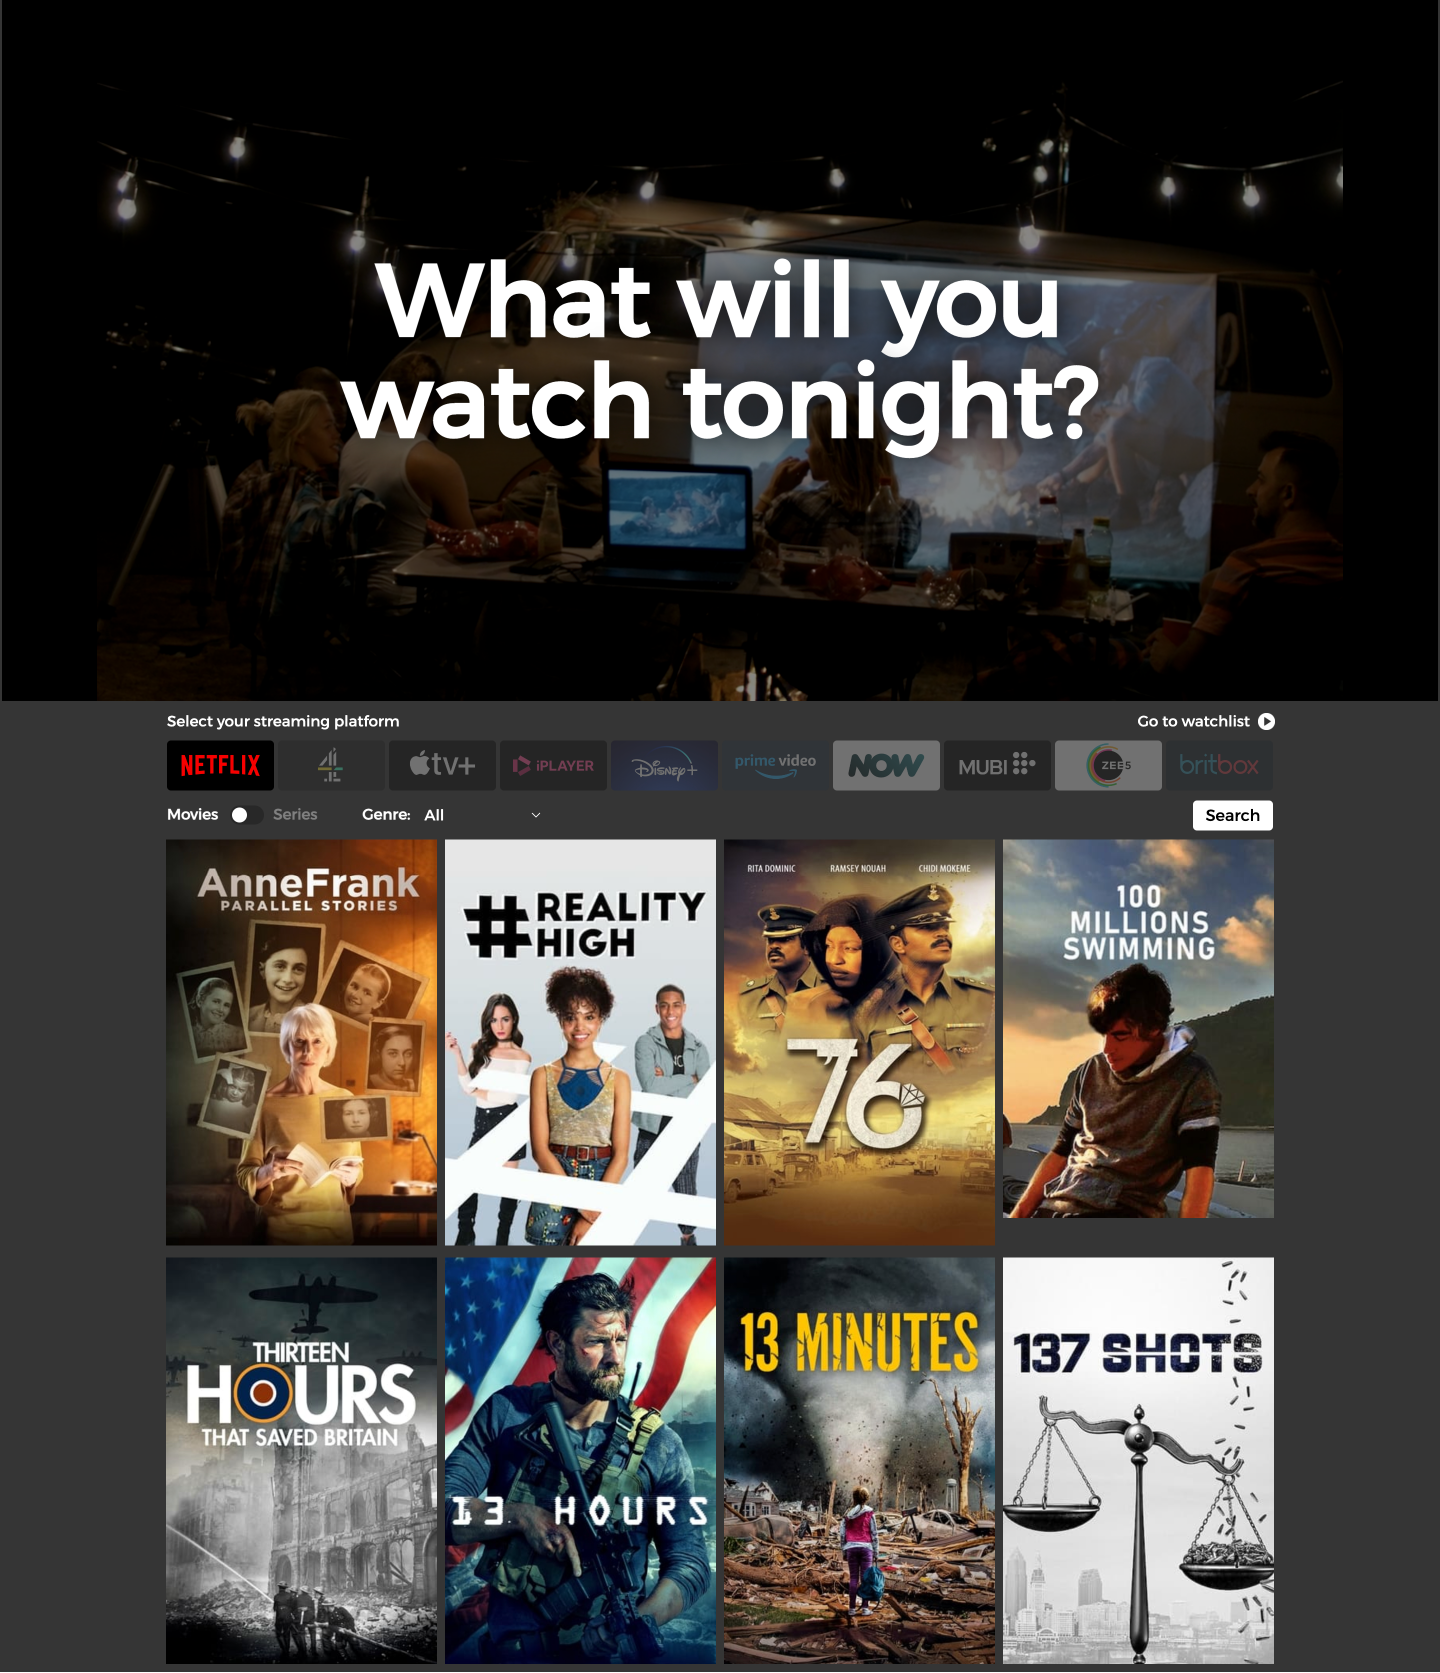 What will you
watch tonight?
Select your streaming platform
Go to watchlist
NETFLIX
4
tv+
iPLAYER
Disney+
prime video
NOW
MUBI
ZEE5
britbox
Movies
Series
Genre:
All
Search
AnneFrank
PARALLEL STORIES
#REALITY
HIGH
RITA DOMINIC
RAMSEY NOUAH
CHIDI MOKEME
76
100
MILLIONS
SWIMMING
THIRTEEN
HOURS
THAT SAVED BRITAIN
13 HOURS
13 MINUTES
137 SHOTS